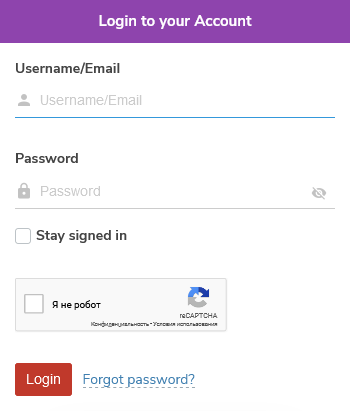 Login to your Account
Username/Email
Username/Email
Password
Password
Stay signed in
Я не робот
reCAPTCHA
Конфиденциальность • Условия использования
Login Forgot password?